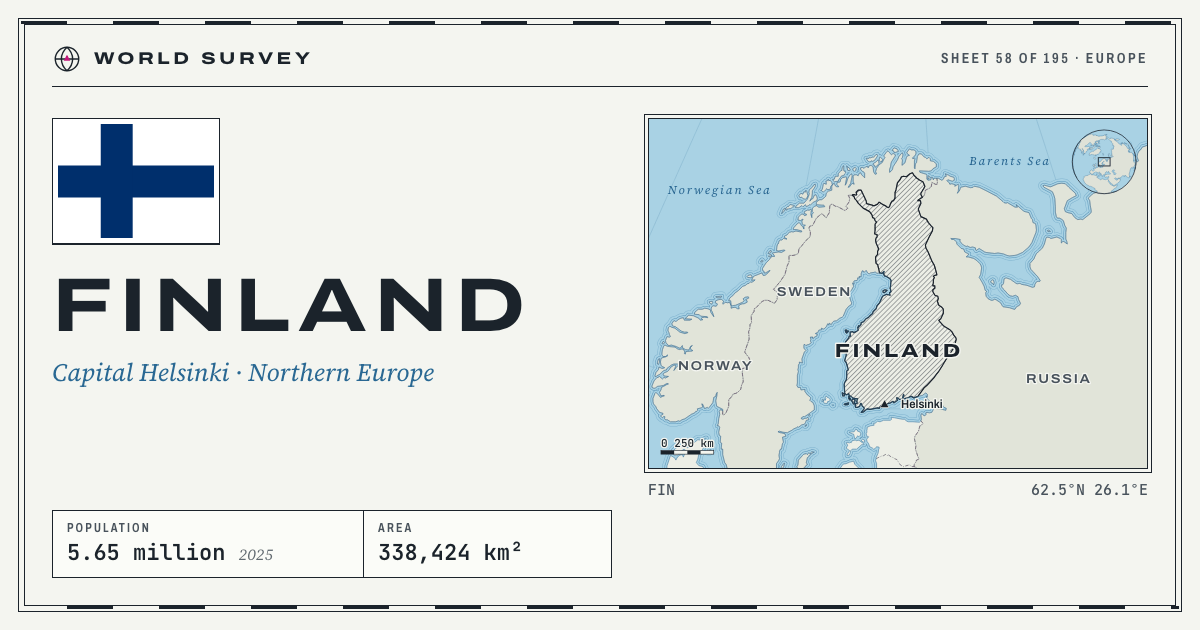 WORLD SURVEY
SHEET 58 OF 195 · EUROPE
FINLAND
Capital Helsinki · Northern Europe
POPULATION
5.65 million 2025
AREA
338,424 km²
Norwegian Sea
Barents Sea
SWEDEN
FINLAND
NORWAY
RUSSIA
Helsinki
0 250 km
FIN
62.5°N 26.1°E